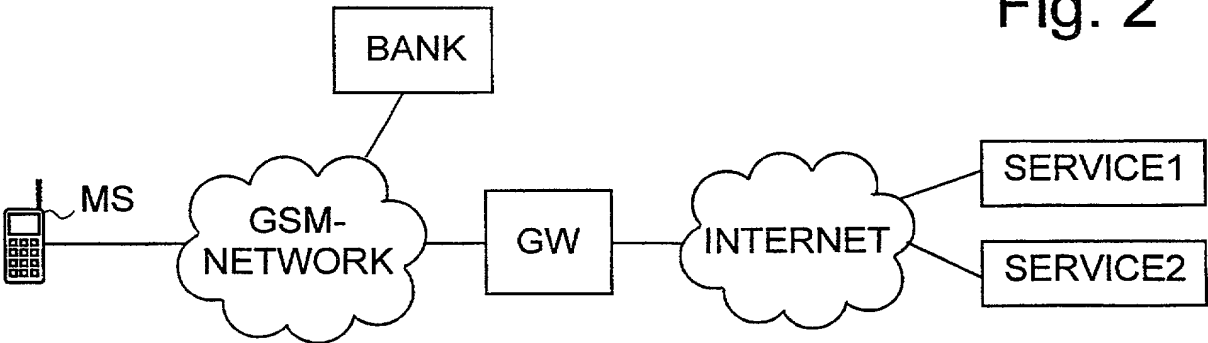 Fig. 2
BANK
MS
GSM-
NETWORK
GW
INTERNET
SERVICE1
SERVICE2